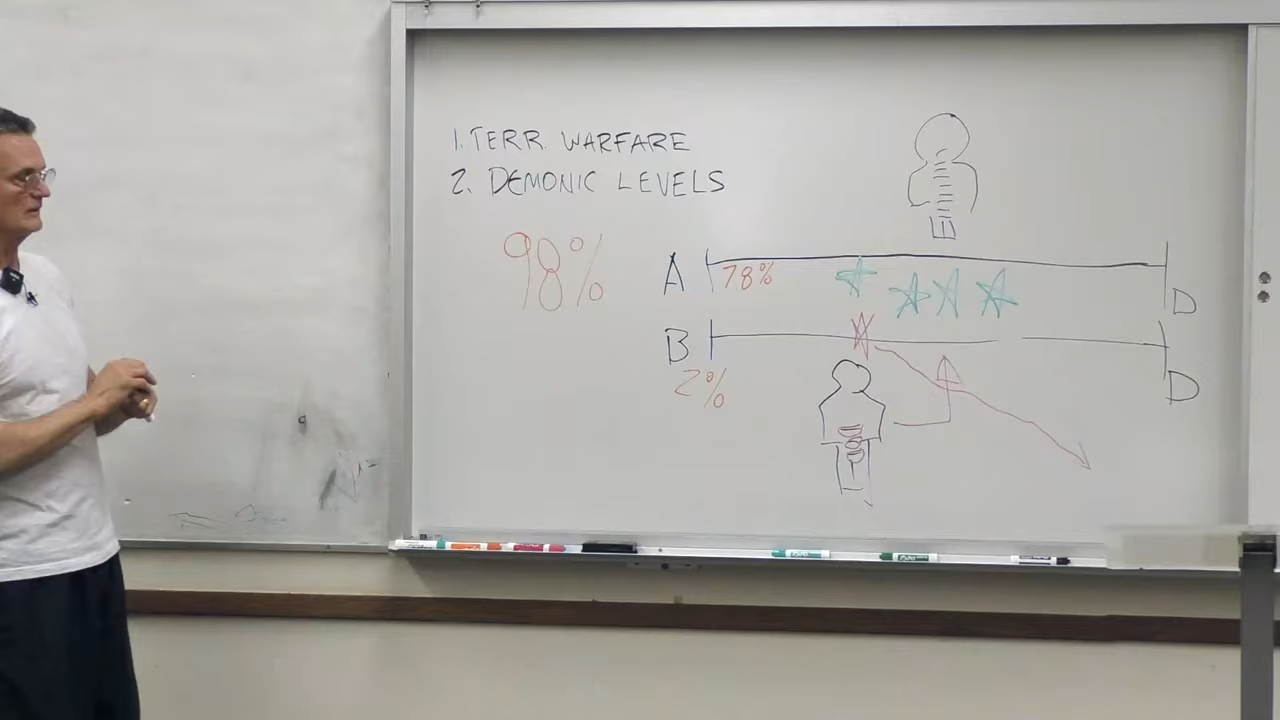 1. TERR. WARFARE
2. DEMONIC LEVELS
98%
A 78% D
B D
2%